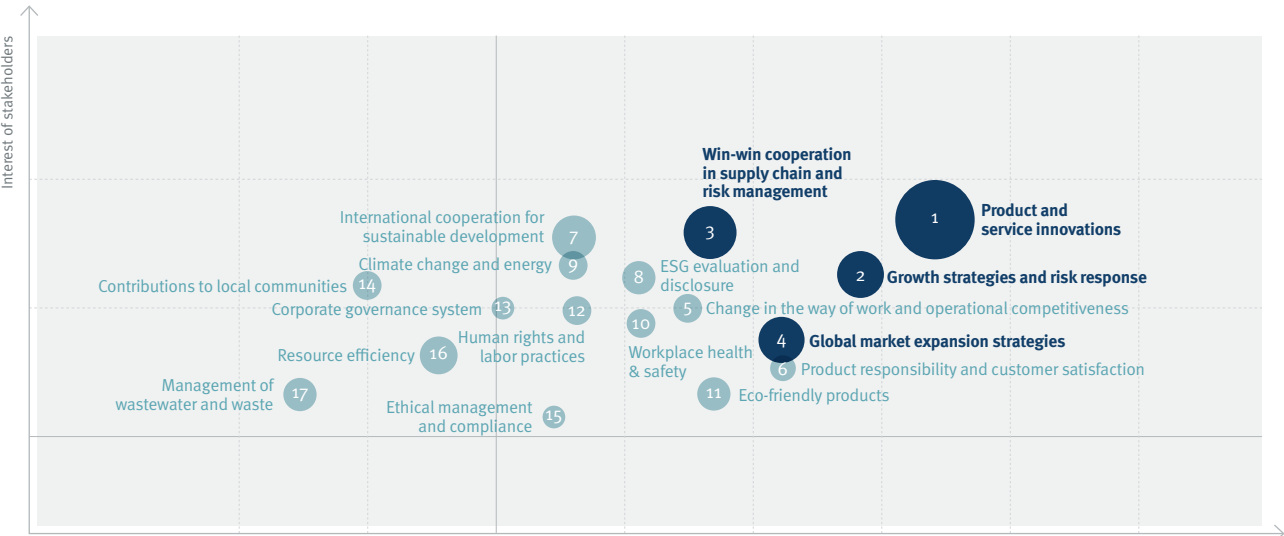 Interest of stakeholders
Win-win cooperation
in supply chain and
risk management
3
1
Product and
service innovations
International cooperation for
sustainable development
7
Climate change and energy
9
8
ESG evaluation and
disclosure
2
Growth strategies and risk response
Contributions to local communities
14
Corporate governance system
13
12
Human rights and
labor practices
10
Workplace health
& safety
5
Change in the way of work and operational competitiveness
4
Global market expansion strategies
6
Product responsibility and customer satisfaction
Resource efficiency
16
Management of
wastewater and waste
17
11
Eco-friendly products
Ethical management
and compliance
15